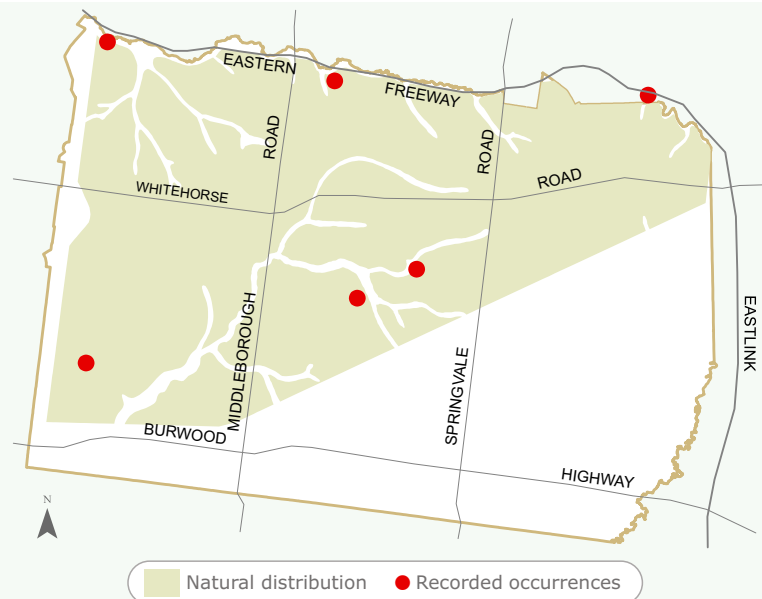 EASTERN
FREEWAY
ROAD
ROAD
WHITEHORSE
ROAD
MIDDLEBOROUGH
SPRINGVALE
EASTLINK
BURWOOD
HIGHWAY
N
Natural distribution
Recorded occurrences